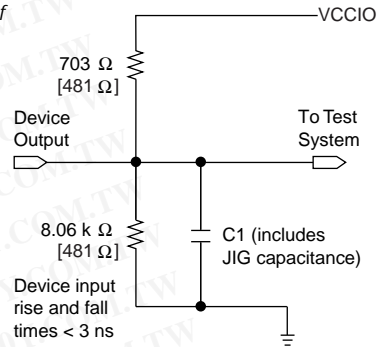 f
VCCIO
703 Ω
[481 Ω]
Device
Output
To Test
System
8.06 k Ω
[481 Ω]
C1 (includes
JIG capacitance)
Device input
rise and fall
times < 3 ns